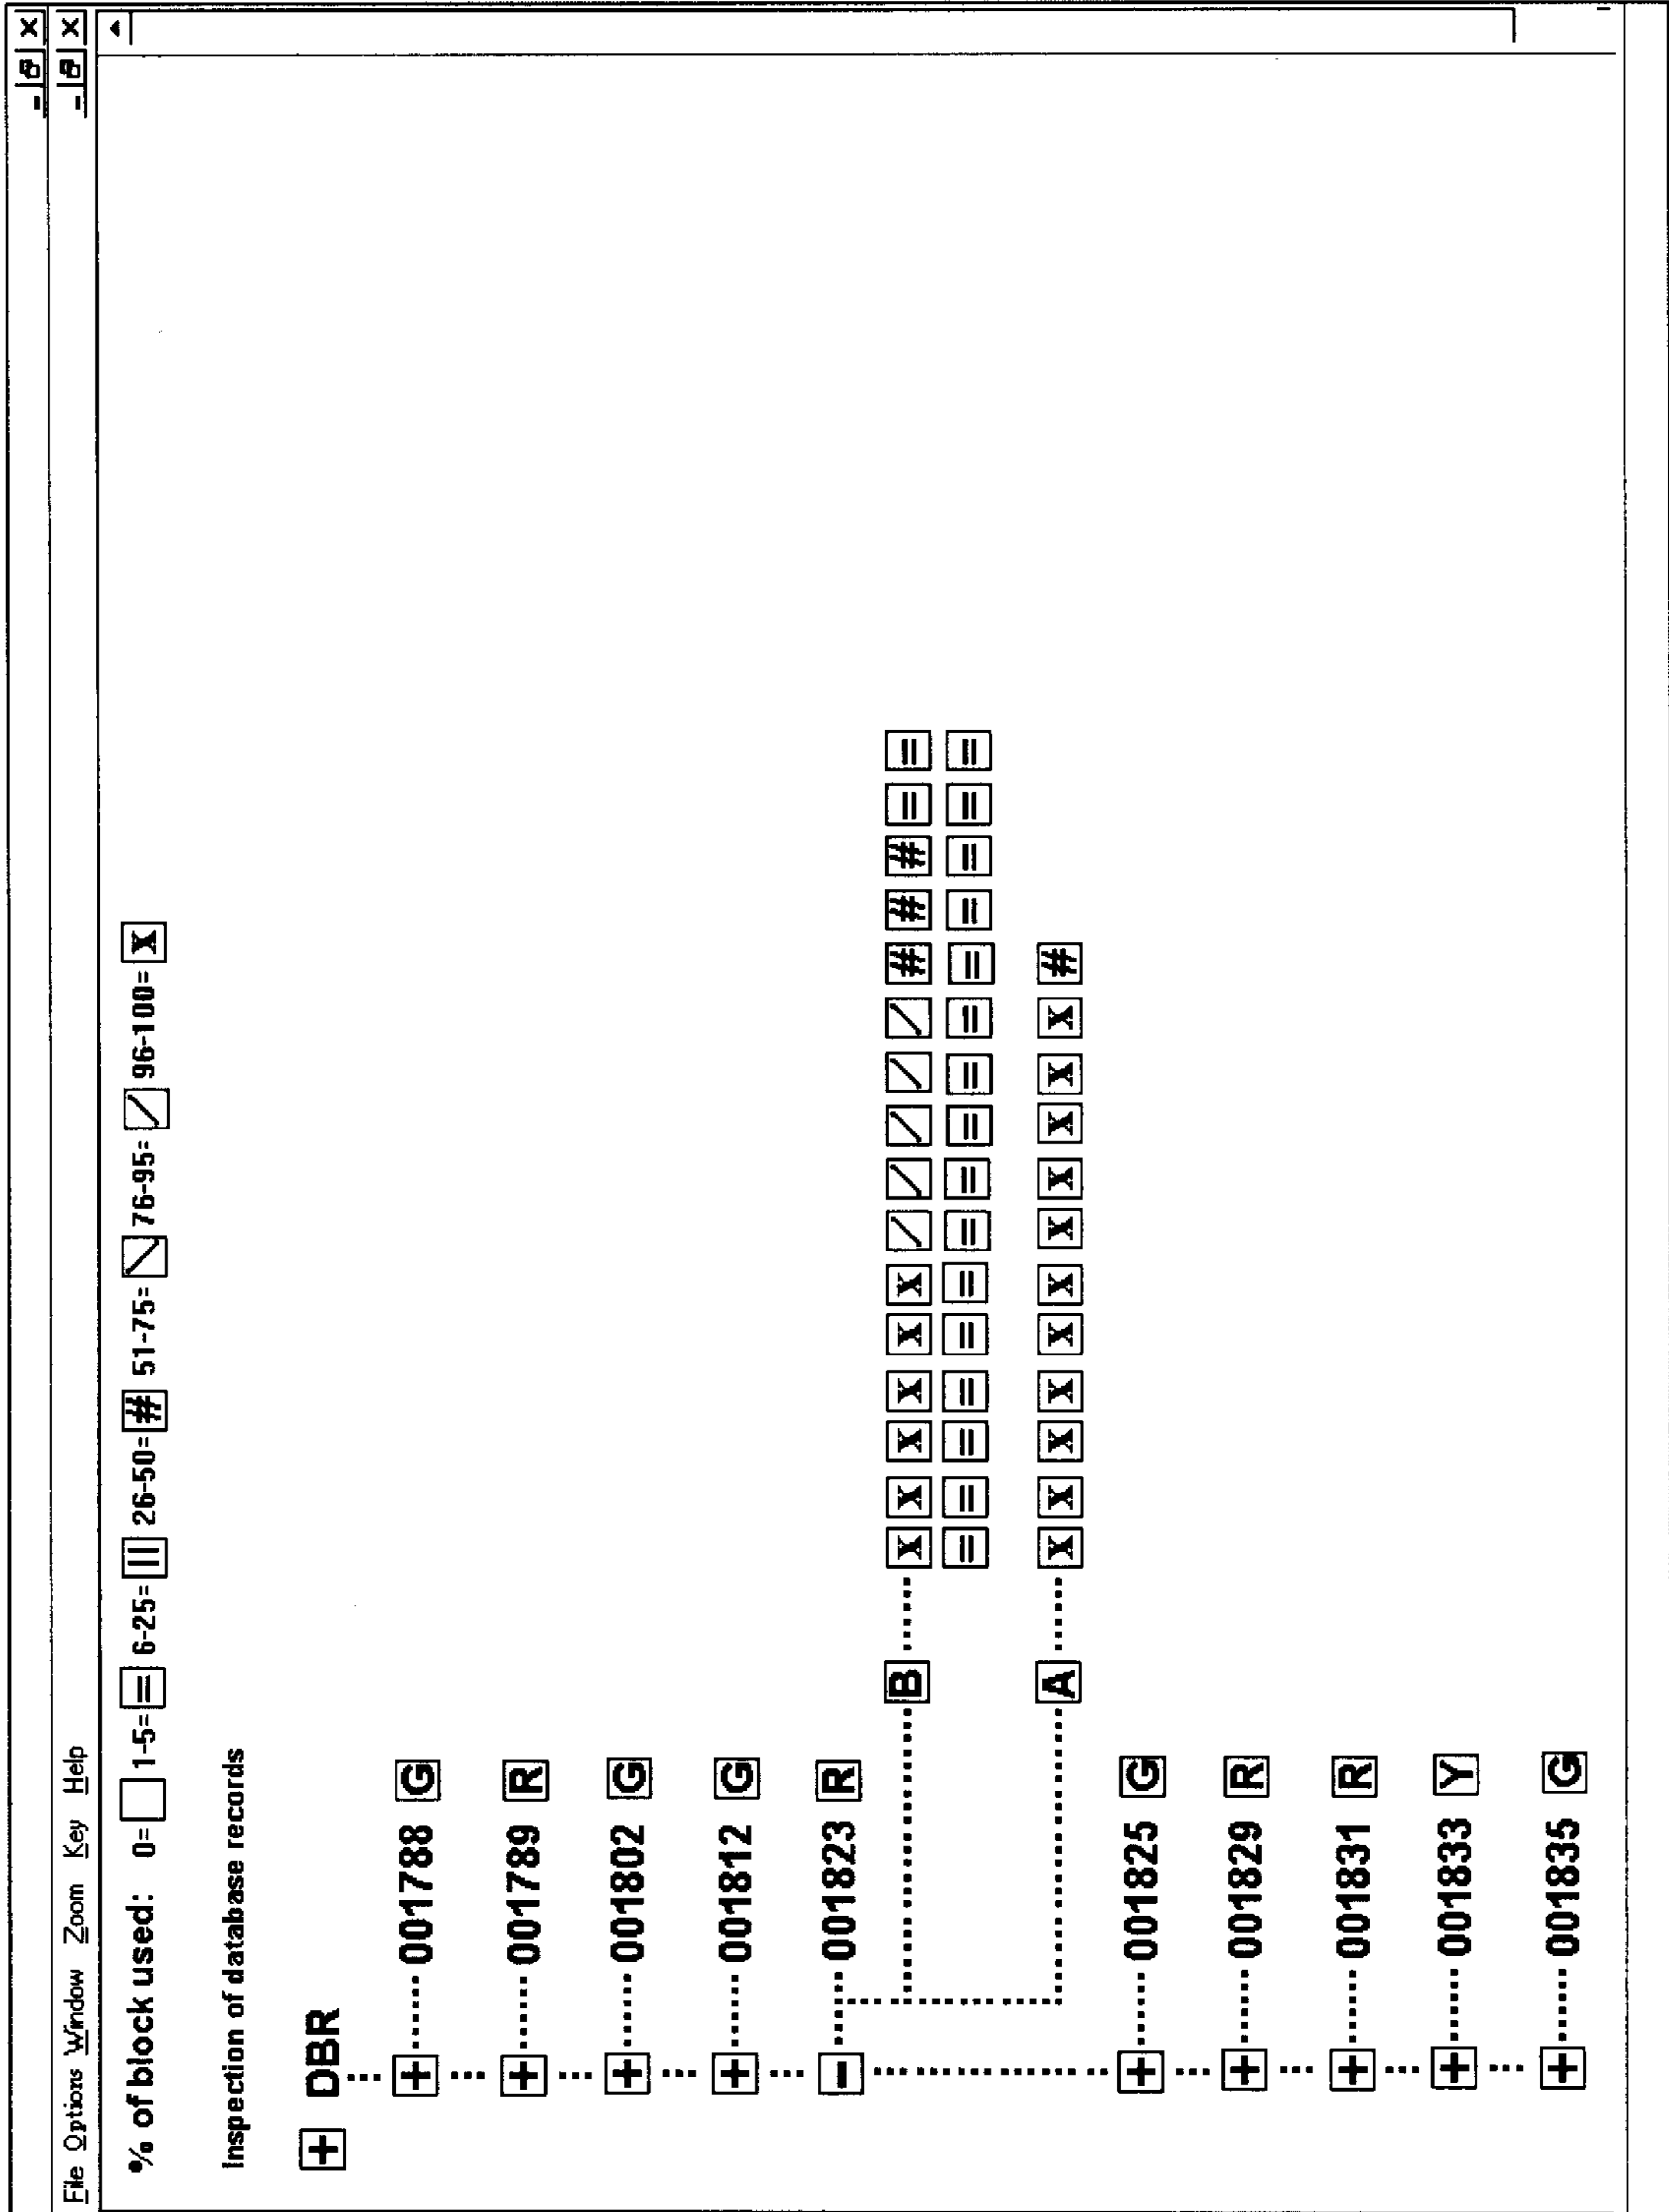 File Options Window Zoom Key Help
% of block used: 0= 1-5= = 6-25= || 26-50= # 51-75= \ 76-95= / 96-100= X
Inspection of database records
+ DBR
+ 001788 G
+ 001789 R
+ 001802 G
+ 001812 G
- 001823 R
B X X X X X X / / / / / # # # = =
= = = = = = = = = = = = = = = =
A X X X X X X X X X X X #
+ 001825 G
+ 001829 R
+ 001831 R
+ 001833 Y
+ 001835 G